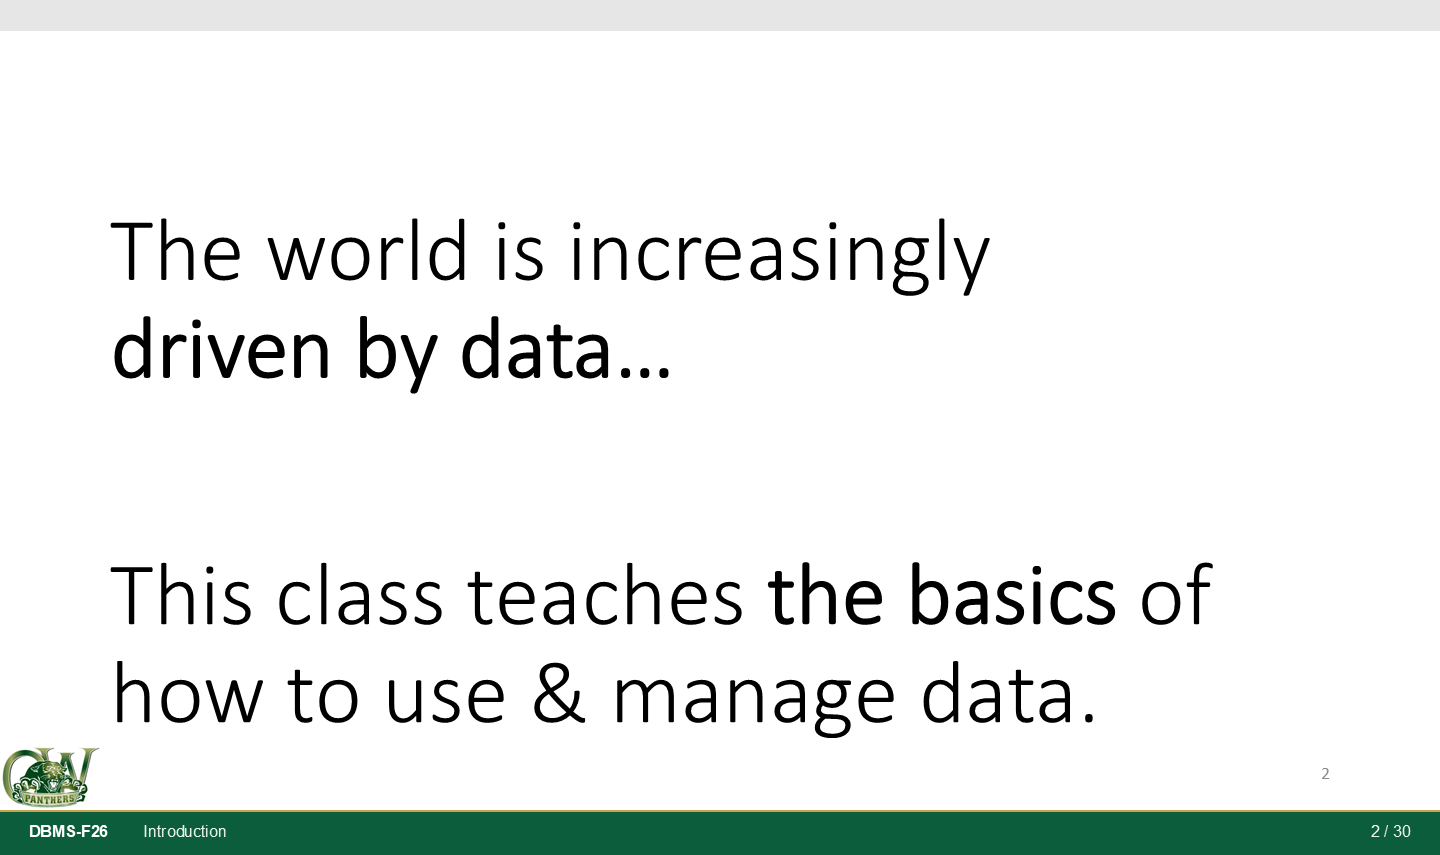 The world is increasingly
driven by data…
This class teaches the basics of
how to use & manage data.
OW
PANTHERS
2
DBMS-F26 Introduction 2 / 30